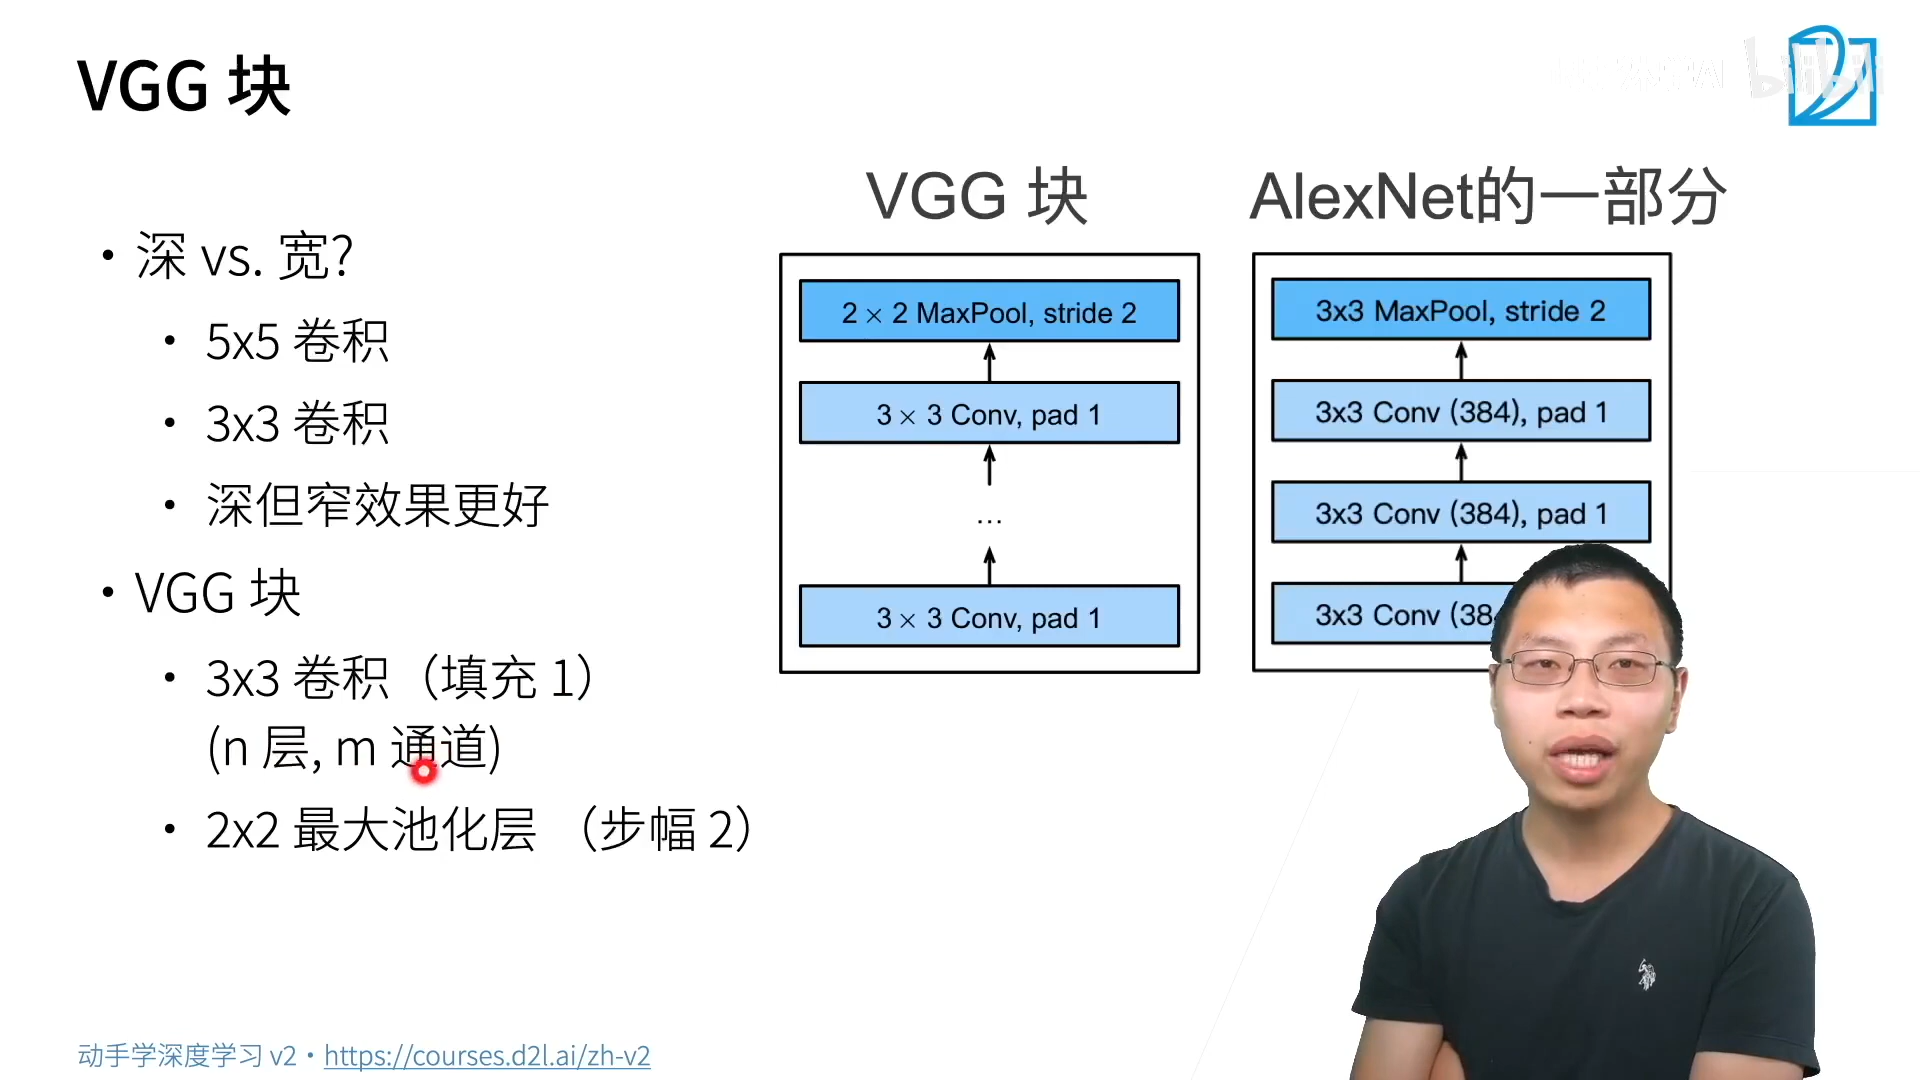 VGG 块
bilibili
• 深 vs. 宽?
• 5x5 卷积
• 3x3 卷积
• 深但窄效果更好
• VGG 块
• 3x3 卷积（填充 1）
(n 层, m 通道)
• 2x2 最大池化层 （步幅 2）
VGG 块
2 × 2 MaxPool, stride 2
3 × 3 Conv, pad 1
...
3 × 3 Conv, pad 1
AlexNet的一部分
3x3 MaxPool, stride 2
3x3 Conv (384), pad 1
3x3 Conv (384), pad 1
3x3 Conv (38
动手学深度学习 v2 • https://courses.d2l.ai/zh-v2